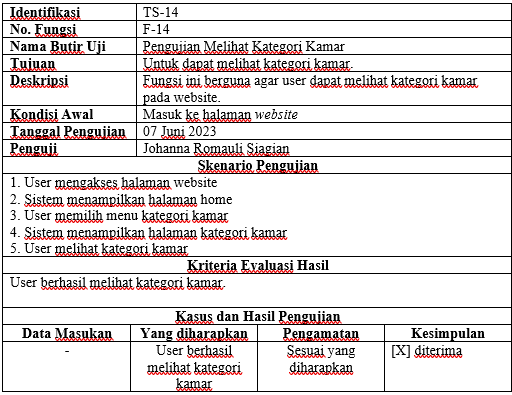 Identifikasi TS-14
No. Fungsi F-14
Nama Butir Uji Pengujian Melihat Kategori Kamar
Tujuan Untuk dapat melihat kategori kamar.
Deskripsi Fungsi ini berguna agar user dapat melihat kategori kamar
pada website.
Kondisi Awal Masuk ke halaman website
Tanggal Pengujian 07 Juni 2023
Penguji Johanna Romauli Siagian
Skenario Pengujian
1. User mengakses halaman website
2. Sistem menampilkan halaman home
3. User memilih menu kategori kamar
4. Sistem menampilkan halaman kategori kamar
5. User melihat kategori kamar
Kriteria Evaluasi Hasil
User berhasil melihat kategori kamar.
Kasus dan Hasil Pengujian
Data Masukan Yang diharapkan Pengamatan Kesimpulan
- User berhasil Sesuai yang [X] diterima
melihat kategori diharapkan
kamar